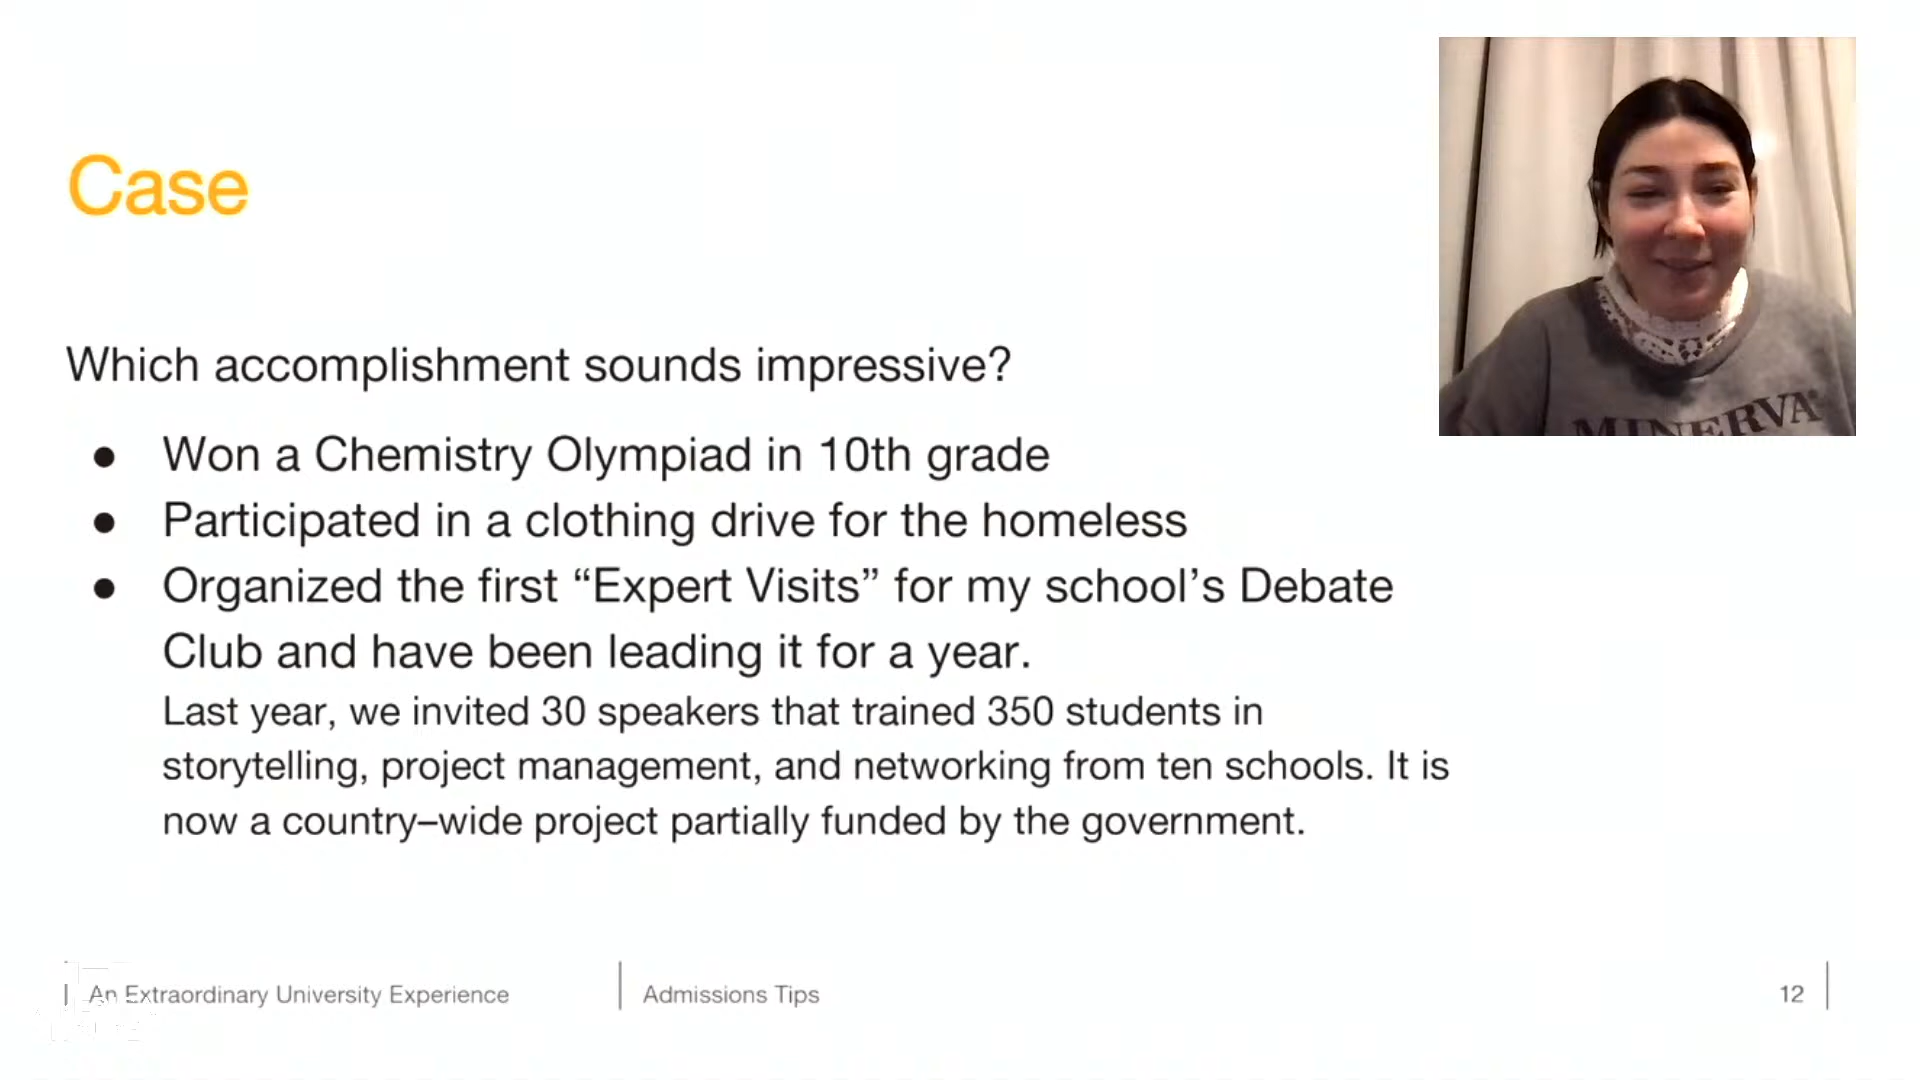 Case
Which accomplishment sounds impressive?
● Won a Chemistry Olympiad in 10th grade
● Participated in a clothing drive for the homeless
● Organized the first “Expert Visits” for my school’s Debate
Club and have been leading it for a year.
Last year, we invited 30 speakers that trained 350 students in
storytelling, project management, and networking from ten schools. It is
now a country–wide project partially funded by the government.
MINERVA
An Extraordinary University Experience
Admissions Tips
12